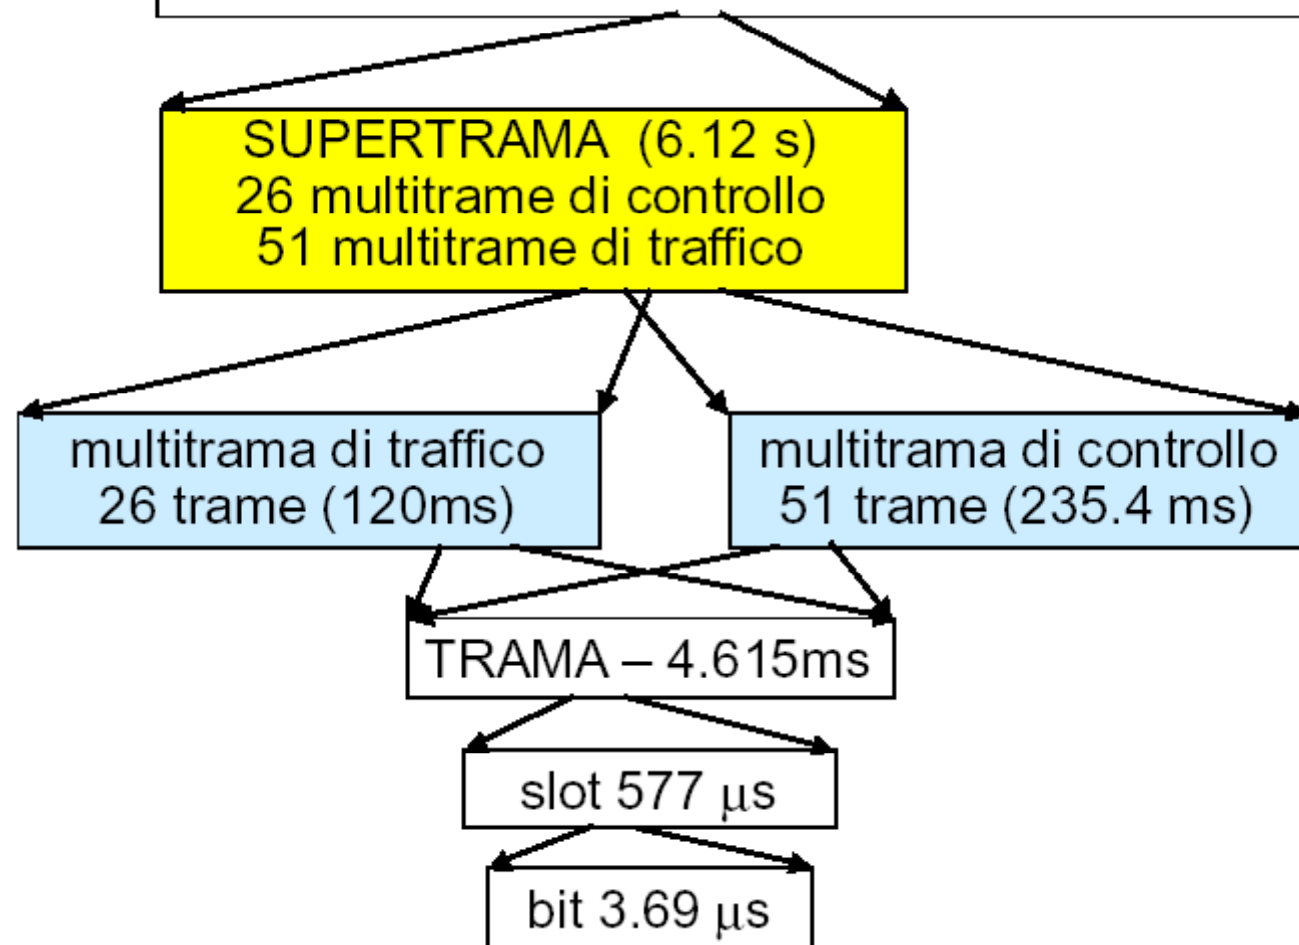 SUPERTRAMA (6.12 s)
26 multitrame di controllo
51 multitrame di traffico
multitrama di traffico
26 trame (120ms)
multitrama di controllo
51 trame (235.4 ms)
TRAMA – 4.615ms
slot 577 μs
bit 3.69 μs